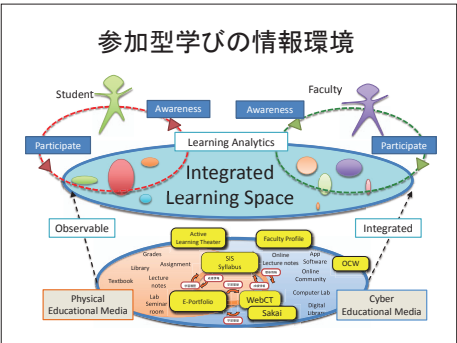 参加型学びの情報環境
Student
Faculty
Awareness
Awareness
Participate
Participate
Learning Analytics
Integrated
Learning Space
Observable
Integrated
Active
Learning Theater
Faculty Profile
Grades
Library
Assignment
SIS
Syllabus
Online
Lecture notes
App
Software
OCW
Textbook
Lecture
notes
Online
Community
Lab
Seminar
room
E-Portfolio
WebCT
Sakai
Computer Lab
Digital
Library
Physical
Educational Media
Cyber
Educational Media